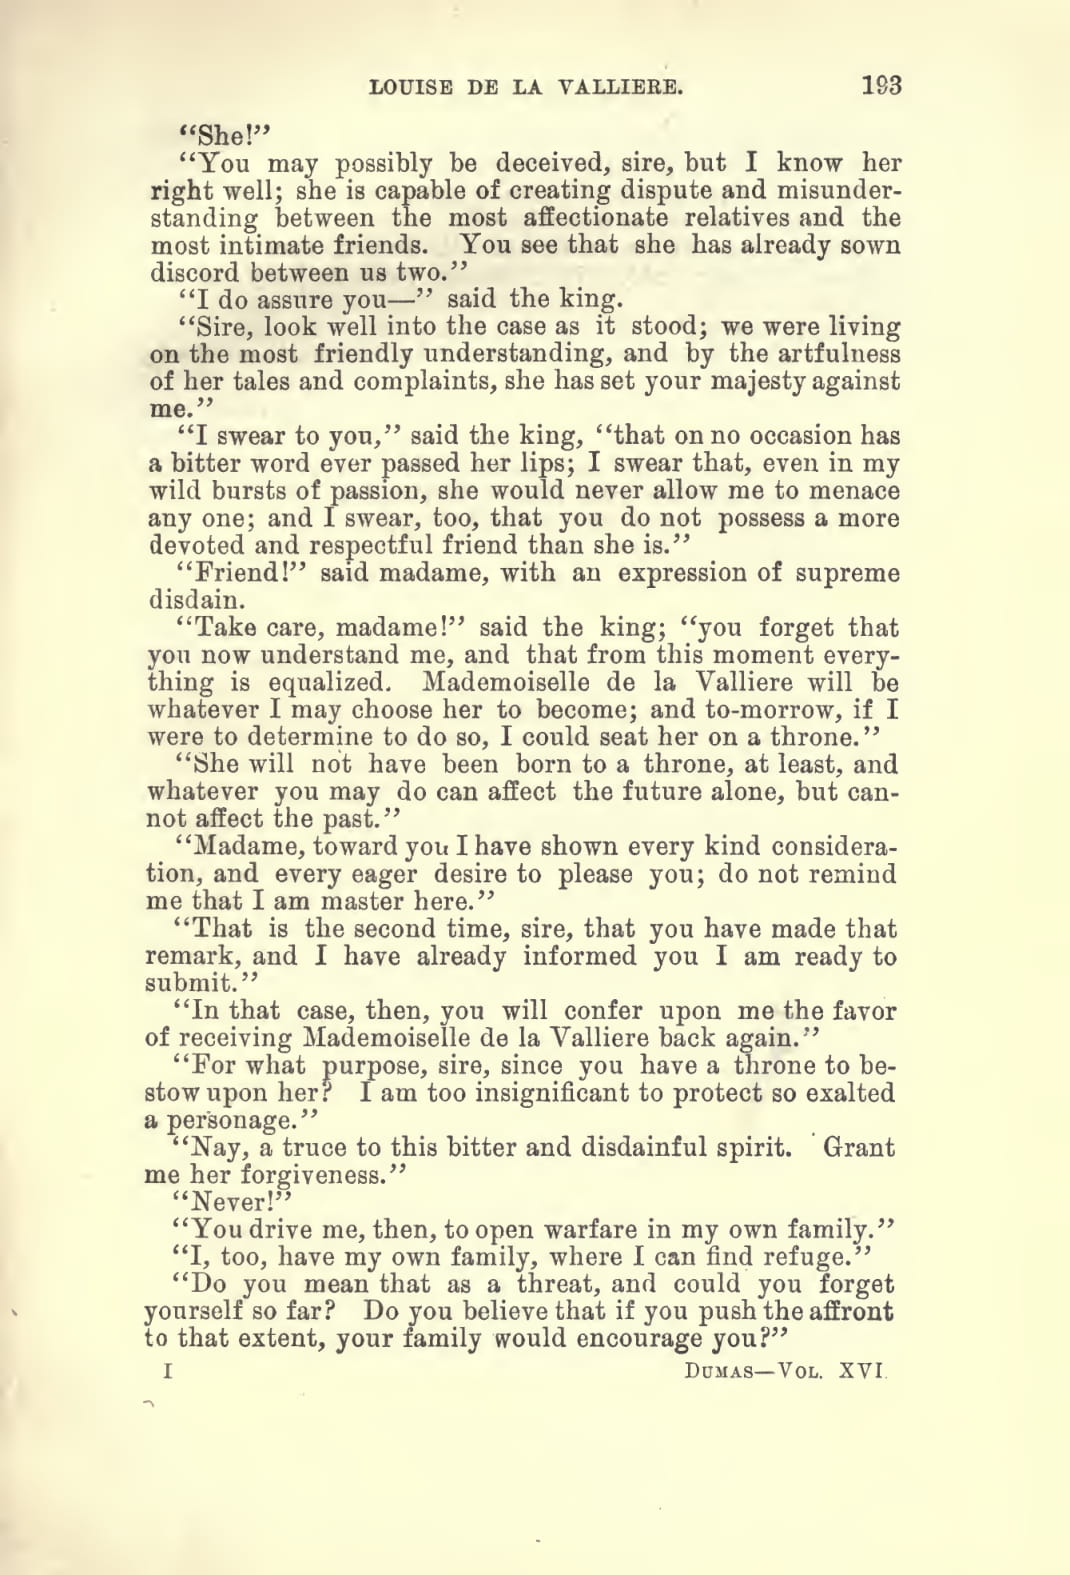 LOUISE DE LA VALLIERE. 193
“She!”
“You may possibly be deceived, sire, but I know her
right well; she is capable of creating dispute and misunder-
standing between the most affectionate relatives and the
most intimate friends. You see that she has already sown
discord between us two.”
“I do assure you—” said the king.
“Sire, look well into the case as it stood; we were living
on the most friendly understanding, and by the artfulness
of her tales and complaints, she has set your majesty against
me.”
“I swear to you,” said the king, “that on no occasion has
a bitter word ever passed her lips; I swear that, even in my
wild bursts of passion, she would never allow me to menace
any one; and I swear, too, that you do not possess a more
devoted and respectful friend than she is.”
“Friend!” said madame, with an expression of supreme
disdain.
“Take care, madame!” said the king; “you forget that
you now understand me, and that from this moment every-
thing is equalized. Mademoiselle de la Valliere will be
whatever I may choose her to become; and to-morrow, if I
were to determine to do so, I could seat her on a throne.”
“She will not have been born to a throne, at least, and
whatever you may do can affect the future alone, but can-
not affect the past.”
“Madame, toward you I have shown every kind considera-
tion, and every eager desire to please you; do not remind
me that I am master here.”
“That is the second time, sire, that you have made that
remark, and I have already informed you I am ready to
submit.”
“In that case, then, you will confer upon me the favor
of receiving Mademoiselle de la Valliere back again.”
“For what purpose, sire, since you have a throne to be-
stow upon her? I am too insignificant to protect so exalted
a personage.”
“Nay, a truce to this bitter and disdainful spirit. Grant
me her forgiveness.”
“Never!”
“You drive me, then, to open warfare in my own family.”
“I, too, have my own family, where I can find refuge.”
“Do you mean that as a threat, and could you forget
yourself so far? Do you believe that if you push the affront
to that extent, your family would encourage you?”
I DUMAS—VOL. XVI.